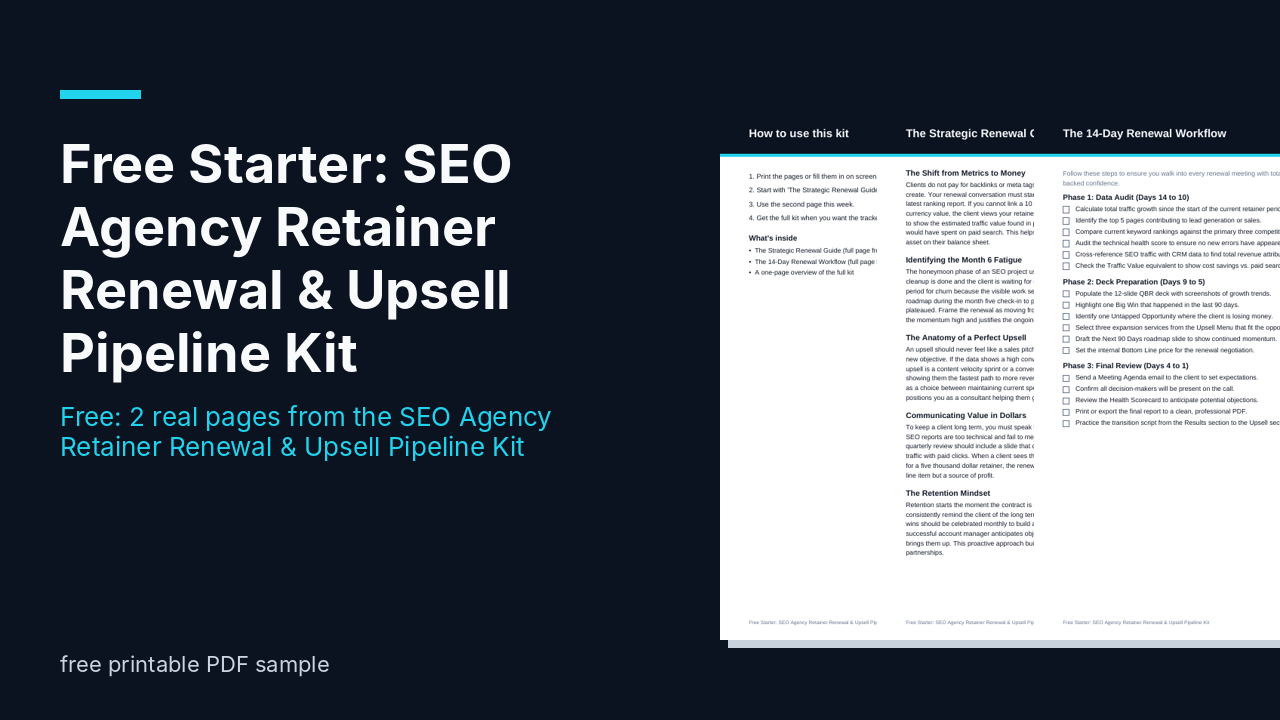 Free Starter: SEO
Agency Retainer
Renewal & Upsell
Pipeline Kit
Free: 2 real pages from the SEO Agency
Retainer Renewal & Upsell Pipeline Kit
free printable PDF sample
How to use this kit
1. Print the pages or fill them in on screen
2. Start with 'The Strategic Renewal Guide
3. Use the second page this week.
4. Get the full kit when you want the tracke
What's inside
• The Strategic Renewal Guide (full page
• The 14-Day Renewal Workflow (full page
• A one-page overview of the full kit
Free Starter: SEO Agency Retainer Renewal & Upsell
The Strategic Renewal
The Shift from Metrics to Money
Clients do not pay for backlinks or meta tags
create. Your renewal conversation must
latest ranking report. If you cannot link a 10
currency value, the client views your
to show the estimated traffic value found in
would have spent on paid search. This
asset on their balance sheet.
Identifying the Month 6 Fatigue
The honeymoon phase of an SEO project
cleanup is done and the client is waiting for
period for churn because the visible work
roadmap during the month five check-in to
plateaued. Frame the renewal as moving
the momentum high and justifies the
The Anatomy of a Perfect Upsell
An upsell should never feel like a sales
new objective. If the data shows a high
upsell is a content velocity sprint or a
showing them the fastest path to more
as a choice between maintaining current
positions you as a consultant helping them
Communicating Value in Dollars
To keep a client long term, you must speak
SEO reports are too technical and fail to
quarterly review should include a slide that
traffic with paid clicks. When a client sees
for a five thousand dollar retainer, the
line item but a source of profit.
The Retention Mindset
Retention starts the moment the contract is
consistently remind the client of the long
wins should be celebrated monthly to build
successful account manager anticipates
brings them up. This proactive approach
partnerships.
Free Starter: SEO Agency Retainer Renewal & Upsell
The 14-Day Renewal Workflow
Follow these steps to ensure you walk into every renewal meeting with
backed confidence.
Phase 1: Data Audit (Days 14 to 10)
Calculate total traffic growth since the start of the current retainer
Identify the top 5 pages contributing to lead generation or sales.
Compare current keyword rankings against the primary three
Audit the technical health score to ensure no new errors have
Cross-reference SEO traffic with CRM data to find total revenue
Check the Traffic Value equivalent to show cost savings vs. paid
Phase 2: Deck Preparation (Days 9 to 5)
Populate the 12-slide QBR deck with screenshots of growth trends.
Highlight one Big Win that happened in the last 90 days.
Identify one Untapped Opportunity where the client is losing money.
Select three expansion services from the Upsell Menu that fit the
Draft the Next 90 Days roadmap slide to show continued momentum.
Set the internal Bottom Line price for the renewal negotiation.
Phase 3: Final Review (Days 4 to 1)
Send a Meeting Agenda email to the client to set expectations.
Confirm all decision-makers will be present on the call.
Review the Health Scorecard to anticipate potential objections.
Print or export the final report to a clean, professional PDF.
Practice the transition script from the Results section to the Upsell
Free Starter: SEO Agency Retainer Renewal & Upsell Pipeline Kit